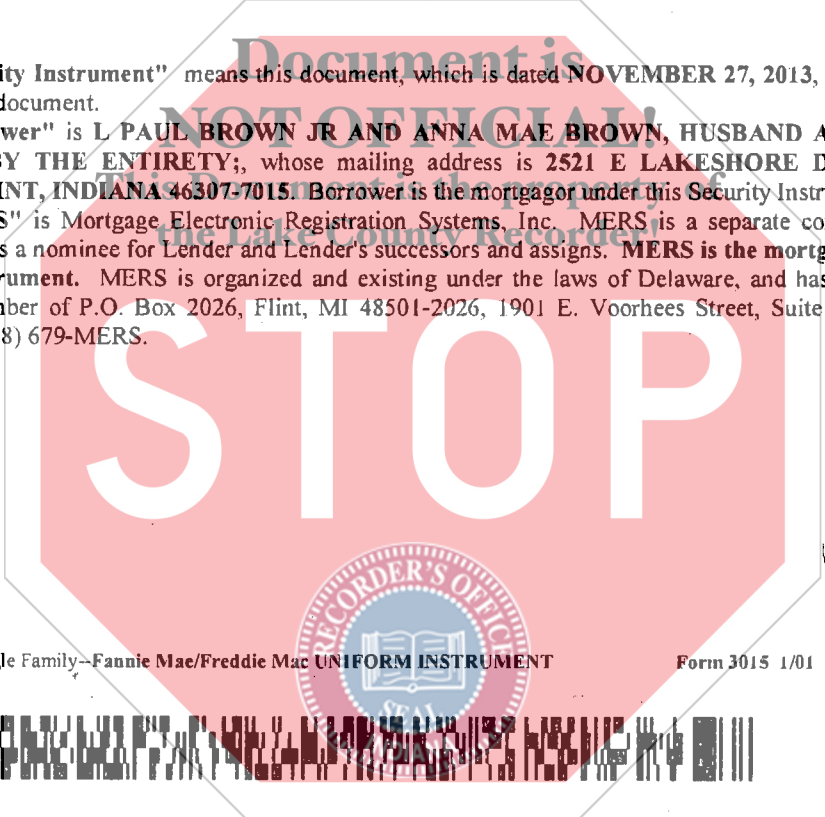 Document is
ity Instrument" means this document, which is dated NOVEMBER 27, 2013,
document.
NOT OFFICIAL!
wer" is L PAUL BROWN JR AND ANNA MAE BROWN, HUSBAND A
BY THE ENTIRETY;, whose mailing address is 2521 E LAKESHORE D
This Document is the property of
INT, INDIANA 46307-7015. Borrower is the mortgagor under this Security Instr
S" is Mortgage Electronic Registration Systems, Inc. MERS is a separate co
the Lake County Recorder!
s a nominee for Lender and Lender's successors and assigns. MERS is the mortg
rument. MERS is organized and existing under the laws of Delaware, and has
ber of P.O. Box 2026, Flint, MI 48501-2026, 1901 E. Voorhees Street, Suite
8) 679-MERS.
STOP
RECORDER'S OFFICE
SEAL
INDIANA
le Family--Fannie Mae/Freddie Mac UNIFORM INSTRUMENT Form 3015 1/01